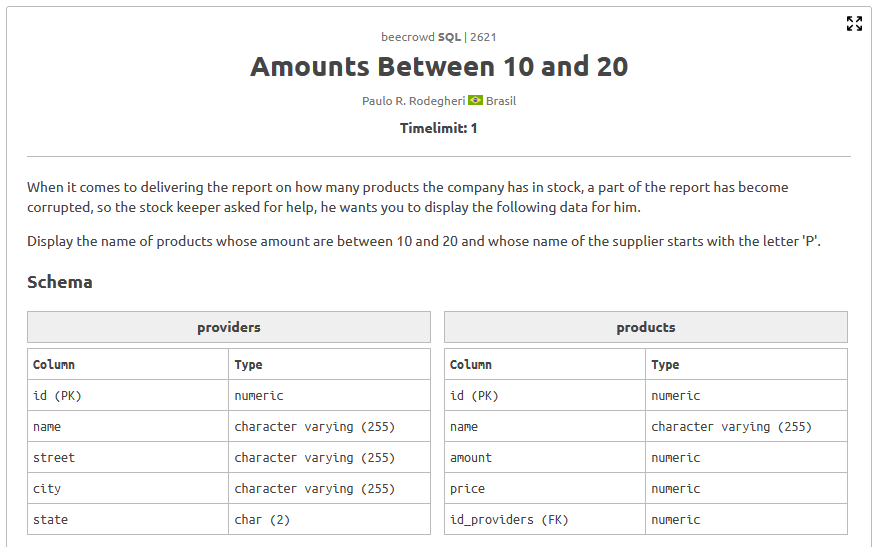 beecrowd SQL | 2621
Amounts Between 10 and 20
Paulo R. Rodegheri Brasil
Timelimit: 1
When it comes to delivering the report on how many products the company has in stock, a part of the report has become
corrupted, so the stock keeper asked for help, he wants you to display the following data for him.
Display the name of products whose amount are between 10 and 20 and whose name of the supplier starts with the letter 'P'.
Schema
providers
Column Type
id (PK) numeric
name character varying (255)
street character varying (255)
city character varying (255)
state char (2)
products
Column Type
id (PK) numeric
name character varying (255)
amount numeric
price numeric
id_providers (FK) numeric